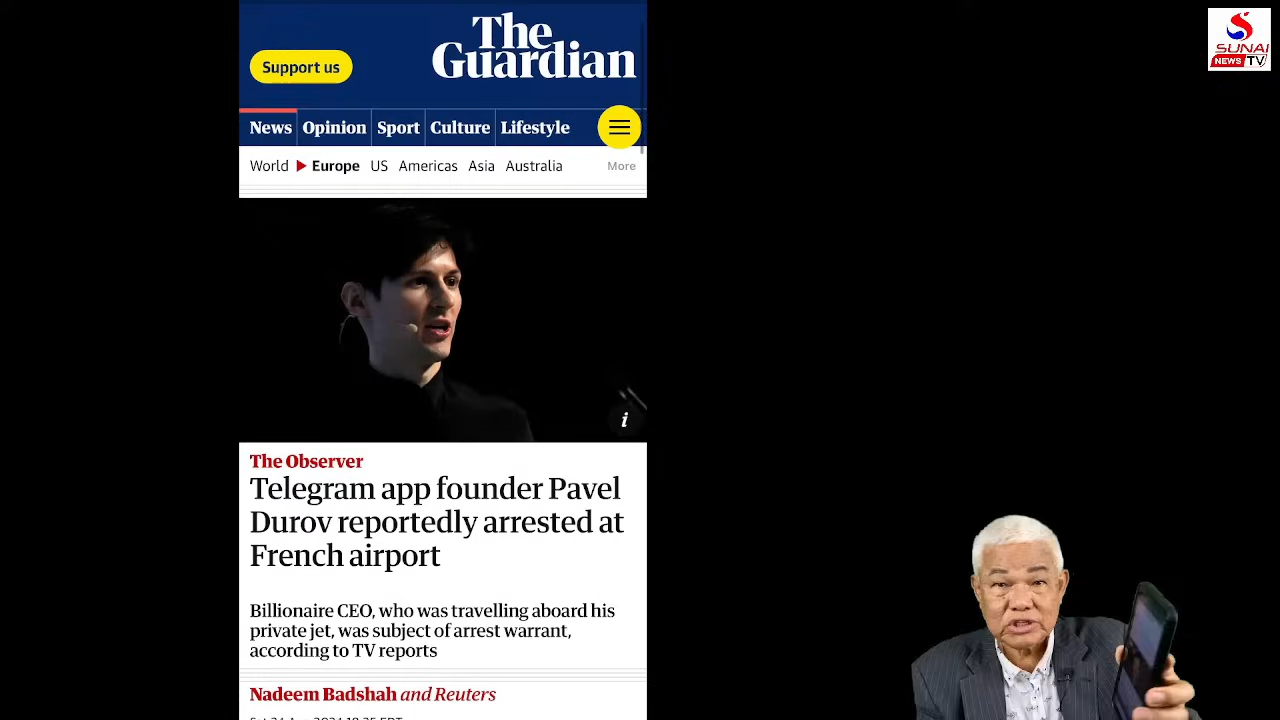 The
Guardian
Support us
News Opinion Sport Culture Lifestyle
World Europe US Americas Asia Australia More
i
The Observer
Telegram app founder Pavel
Durov reportedly arrested at
French airport
Billionaire CEO, who was travelling aboard his
private jet, was subject of arrest warrant,
according to TV reports
Nadeem Badshah and Reuters
SUNAI
NEWS TV